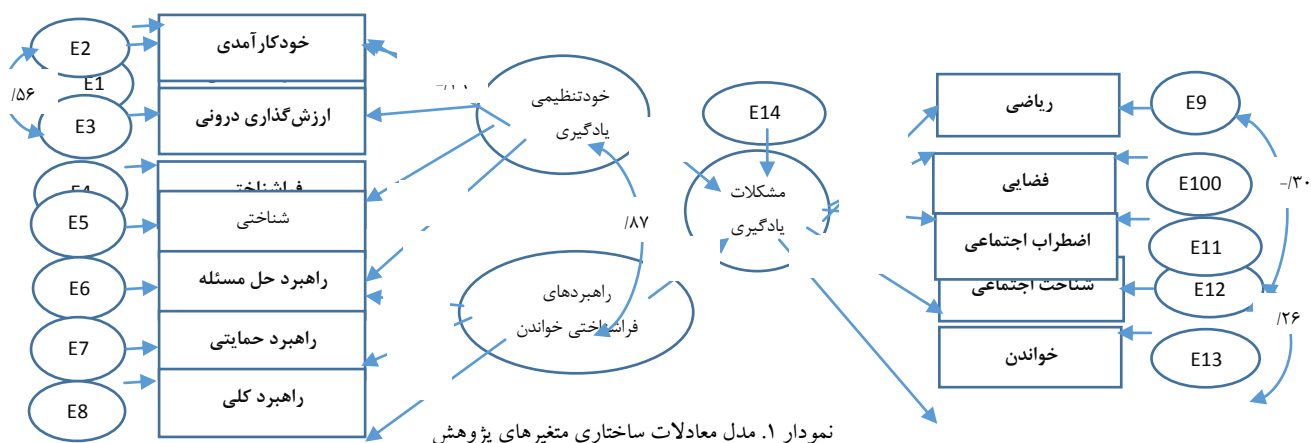 E2
خودکارآمدی
E1
/۵۶
E3
ارزش‌گذاری درونی
E5
شناختی
E6
راهبرد حل مسئله
E7
راهبرد حمایتی
E8
راهبرد کلی
خودتنظیمی
یادگیری
/۸۷
راهبردهای
فراشناختی خواندن
E14
مشکلات
یادگیری
ریاضی
E9
فضایی
E100
-/۳۰
اضطراب اجتماعی
E11
شناخت اجتماعی
E12
/۲۶
خواندن
E13
نمودار ۱. مدل معادلات ساختاری متغیرهای پژوهش